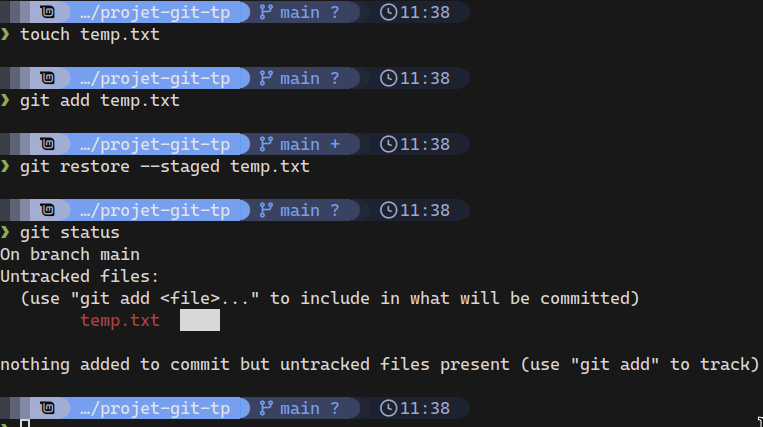 …/projet-git-tp main ? 11:38
❯ touch temp.txt
…/projet-git-tp main ? 11:38
❯ git add temp.txt
…/projet-git-tp main + 11:38
❯ git restore --staged temp.txt
…/projet-git-tp main ? 11:38
❯ git status
On branch main
Untracked files:
(use "git add <file>..." to include in what will be committed)
temp.txt
nothing added to commit but untracked files present (use "git add" to track)
…/projet-git-tp main ? 11:38
❯